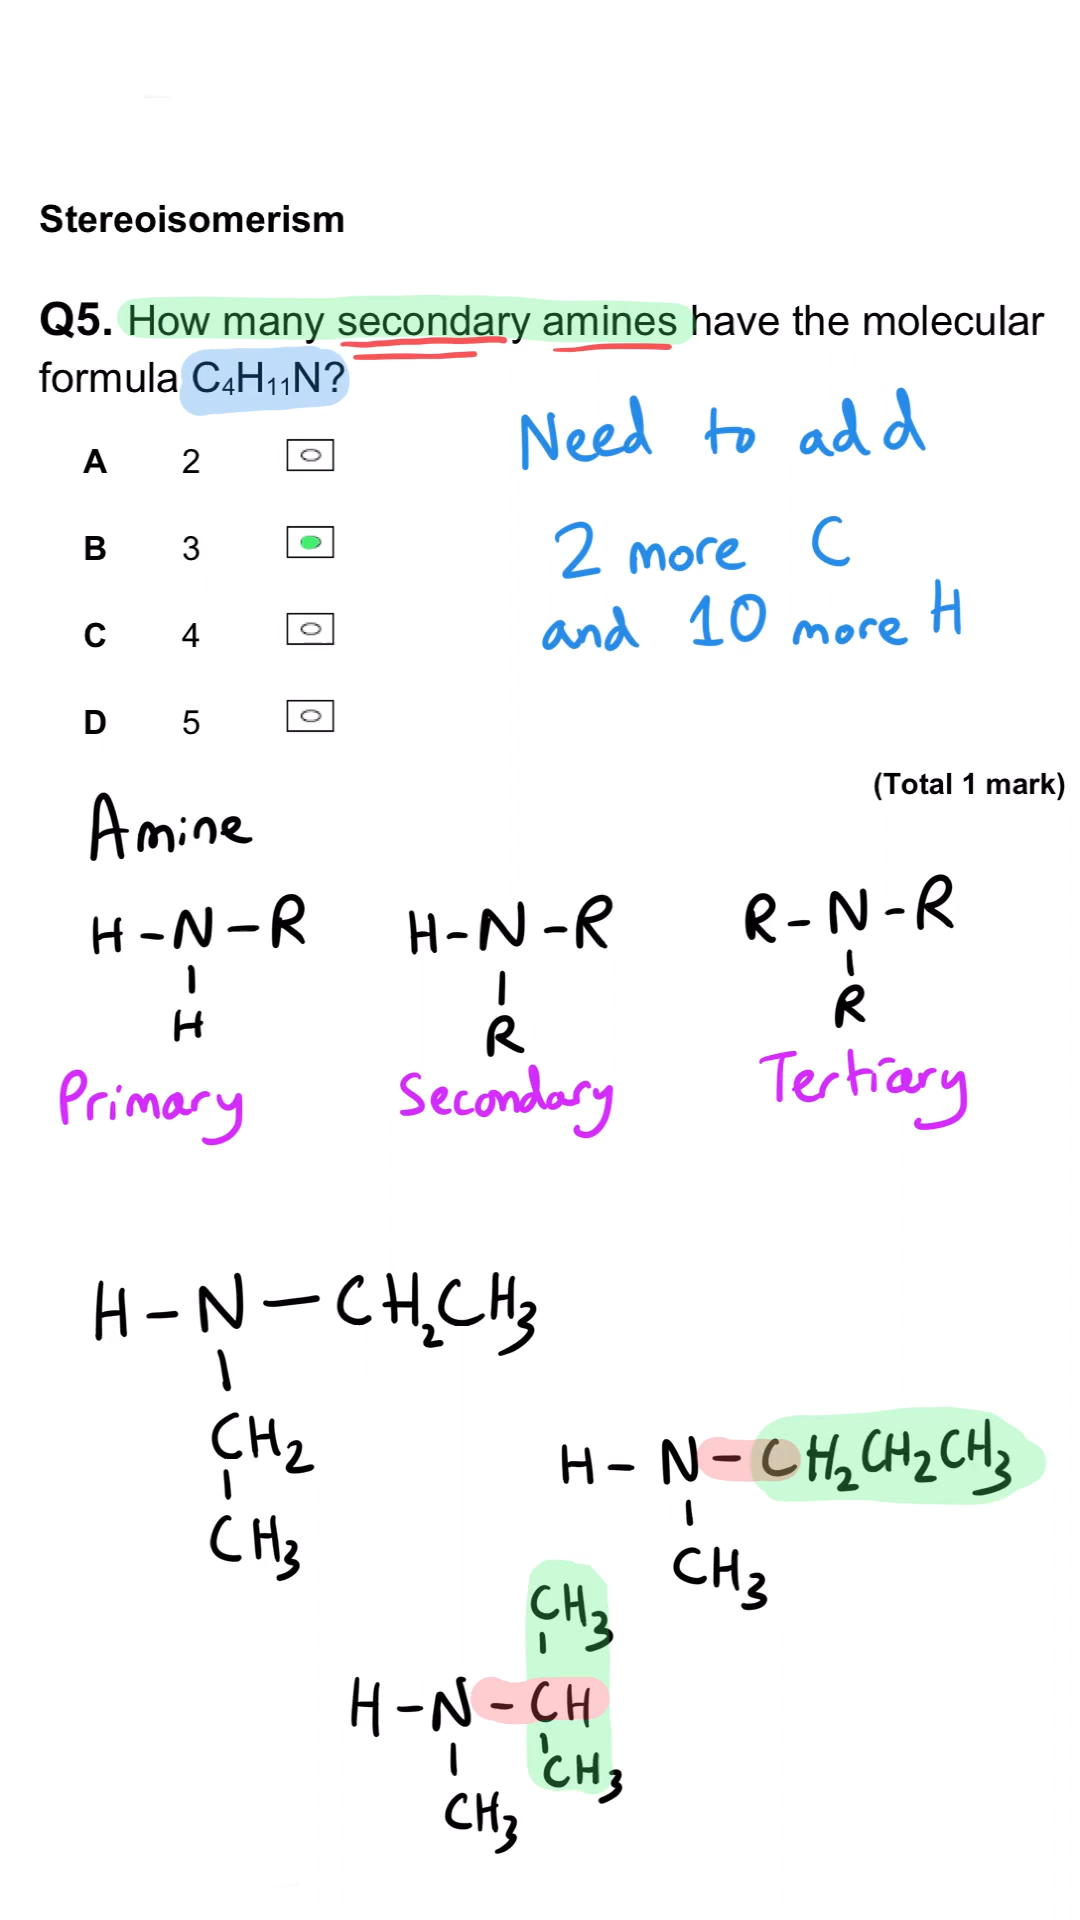 Stereoisomerism
Q5. How many secondary amines have the molecular
formula C₄H₁₁N?
A 2
B 3
C 4
D 5
Need to add
2 more C
and 10 more H
(Total 1 mark)
Amine
H-N-R
H
Primary
H-N-R
R
Secondary
R-N-R
R
Tertiary
H-N-CH₂CH₃
CH₂
CH₃
H-N-CH₂CH₂CH₃
CH₃
CH₃
H-N-CH
CH₃
CH₃